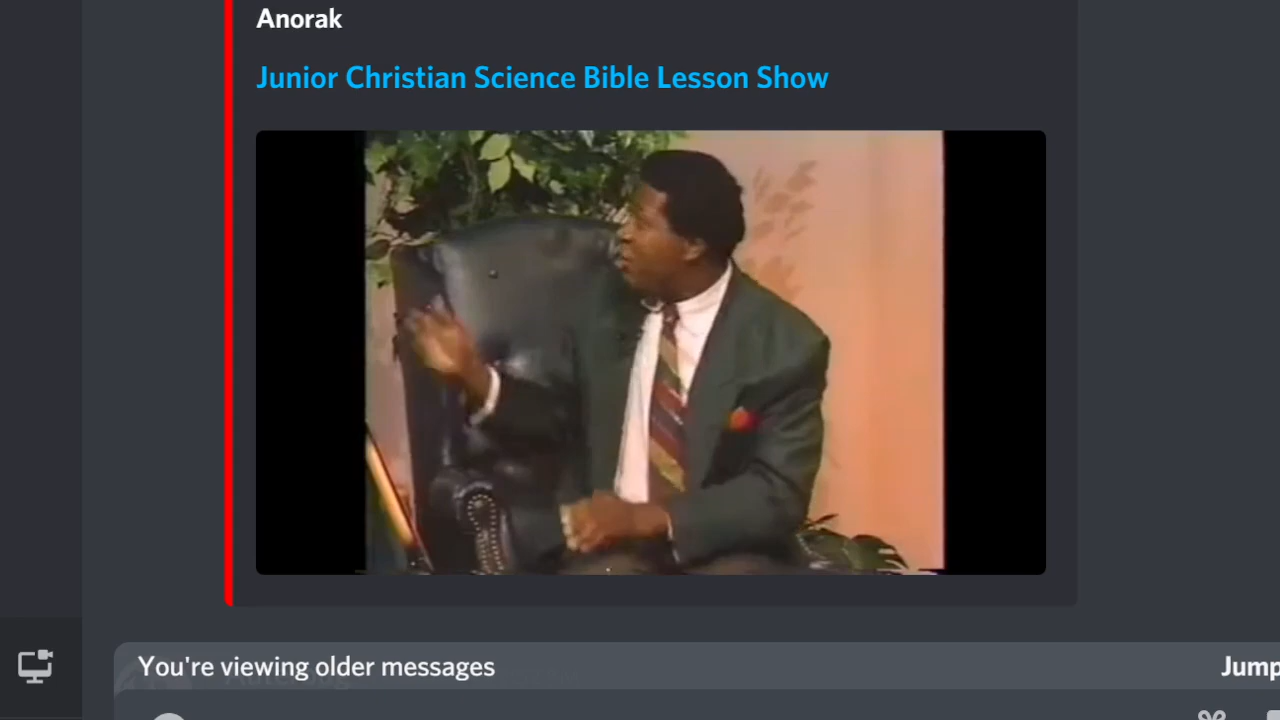 Anorak
Junior Christian Science Bible Lesson Show
You're viewing older messages
Jump